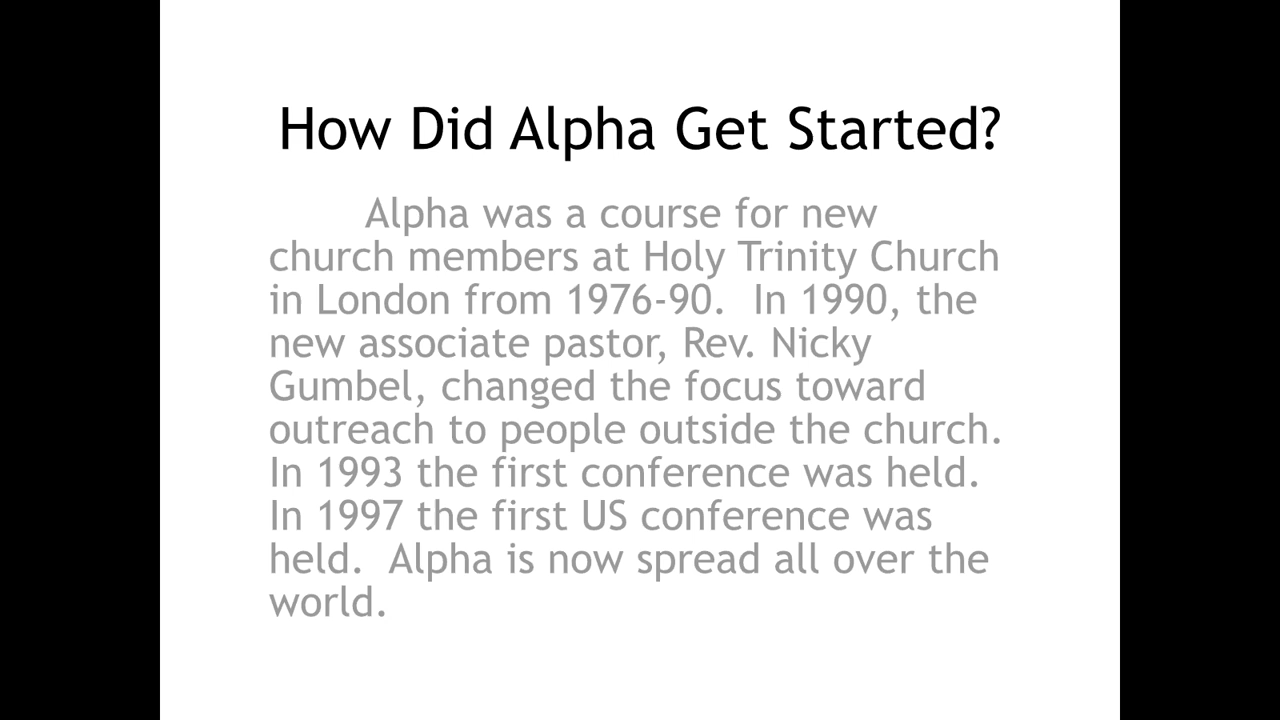 How Did Alpha Get Started?
Alpha was a course for new
church members at Holy Trinity Church
in London from 1976-90.  In 1990, the
new associate pastor, Rev. Nicky
Gumbel, changed the focus toward
outreach to people outside the church.
In 1993 the first conference was held.
In 1997 the first US conference was
held.  Alpha is now spread all over the
world.